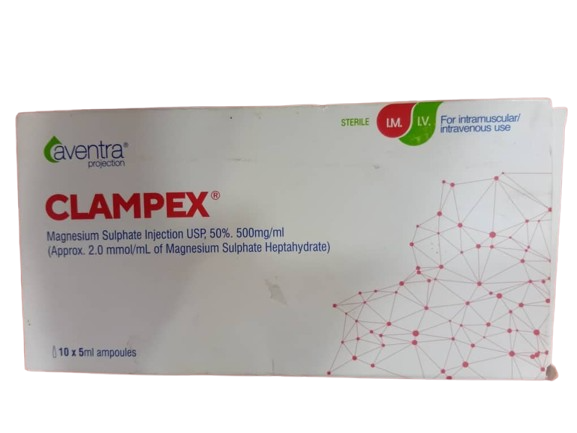 STERILE
I.M.
I.V.
For intramuscular/
intravenous use
aventra®
projection
CLAMPEX®
Magnesium Sulphate Injection USP, 50%. 500mg/ml
(Approx. 2.0 mmol/mL of Magnesium Sulphate Heptahydrate)
10 x 5ml ampoules